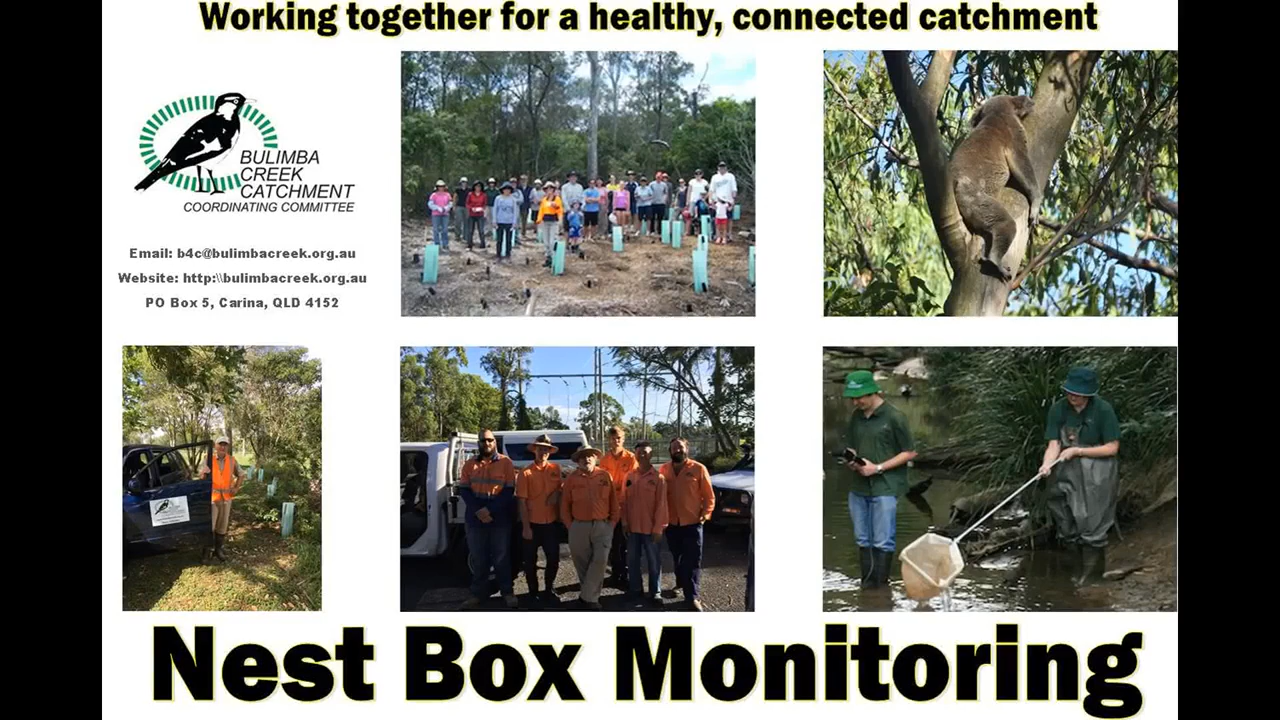 Working together for a healthy, connected catchment
BULIMBA
CREEK
CATCHMENT
COORDINATING COMMITTEE
Email: b4c@bulimbacreek.org.au
Website: http:\\bulimbacreek.org.au
PO Box 5, Carina, QLD 4152
Nest Box Monitoring